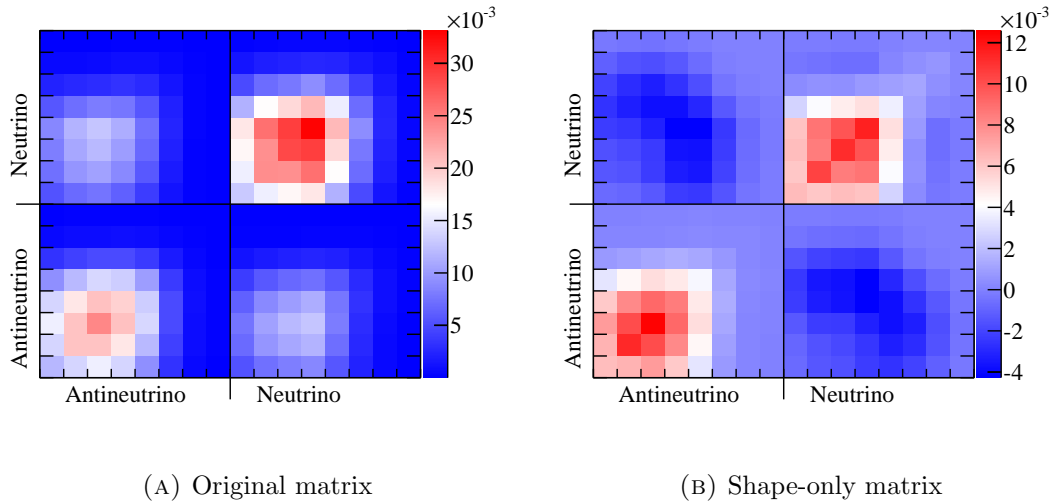 ×10⁻³
30
25
20
15
10
5
Neutrino
Antineutrino
Antineutrino Neutrino
(A) Original matrix
×10⁻³
12
10
8
6
4
2
0
-2
-4
Neutrino
Antineutrino
Antineutrino Neutrino
(B) Shape-only matrix